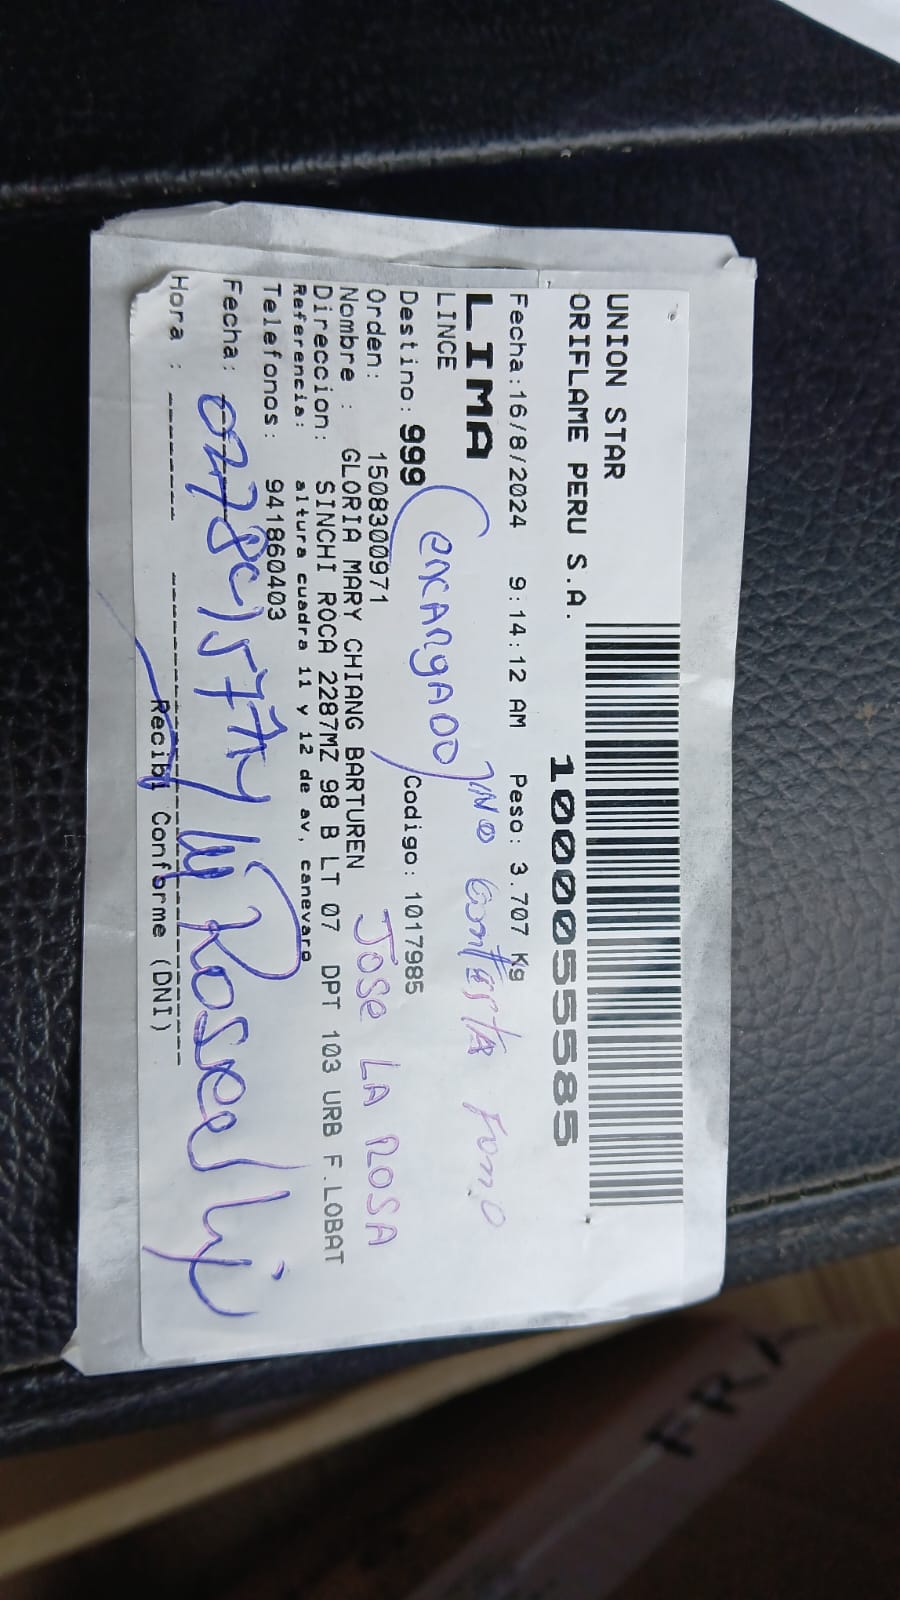 UNION STAR
ORIFLAME PERU S.A.
1000055585
Fecha:16/8/2024 9:14:12 AM Peso: 3.707 Kg
LIMA
LINCE
(encargado) no contesta fono
Destino: 999 Codigo: 1017985
Orden: 1508300971
JOSE LA ROSA
Nombre : GLORIA MARY CHIANG BARTUREN
Direccion: SINCHI ROCA 2287MZ 98 B LT 07 DPT 103 URB F.LOBAT
Referencia: altura cuadra 11 y 12 de av, canevaro
Telefonos: 941860403
Fecha:
Hora :
Recibi Conforme (DNI)
FRA